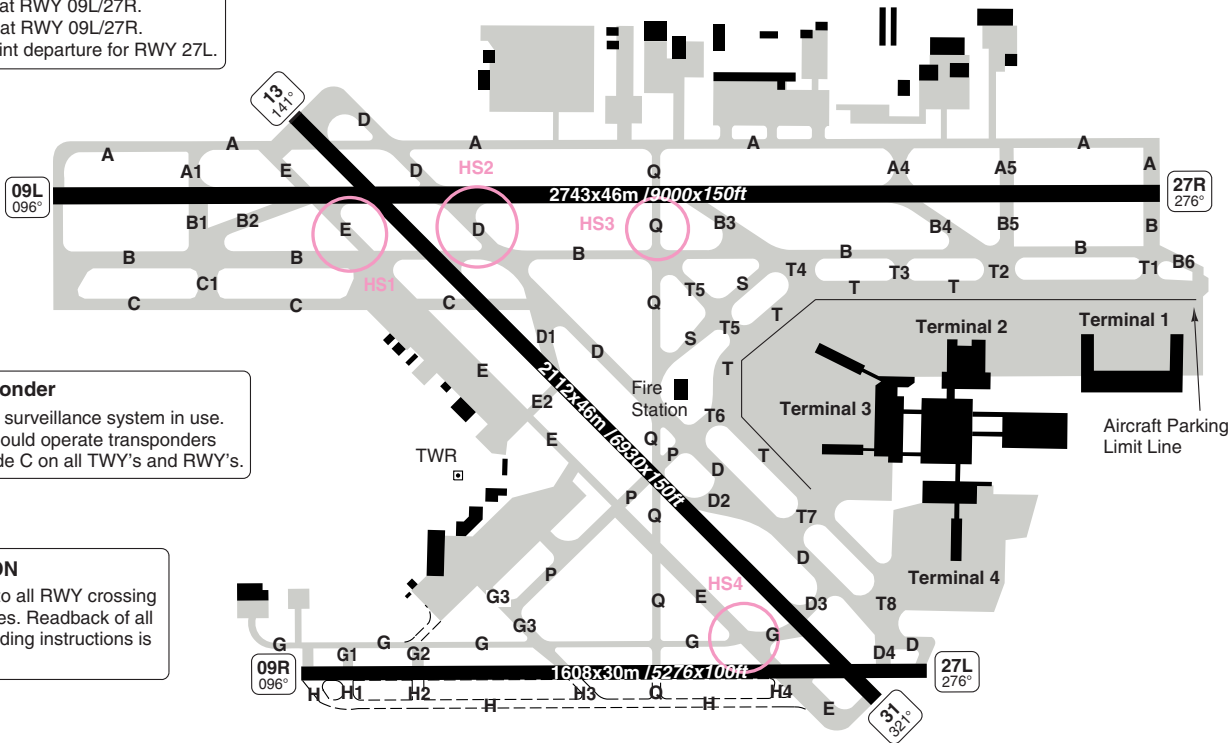 at RWY 09L/27R.
at RWY 09L/27R.
int departure for RWY 27L.
13
141°
D
A
A
A
A
A
A1
E
D
HS2
Q
A4
A5
A
09L
096°
2743x46m /9000x150ft
27R
276°
B1
B2
E
D
HS3
Q
B3
B4
B5
B
B
B
B
B
B
B6
C1
HS1
T5
S
T4
T3
T2
T1
T
T
C
C
C
Q
T
T5
S
Terminal 2
Terminal 1
D1
D
E
T
2112x46m /6930x150ft
Fire
Station
E2
T6
Terminal 3
Aircraft Parking
Limit Line
onder
surveillance system in use.
ould operate transponders
de C on all TWY's and RWY's.
E
TWR
Q
P
D
T
P
D2
Q
T7
ON
to all RWY crossing
es. Readback of all
ding instructions is
P
D
Terminal 4
HS4
G3
Q
E
D3
T8
G3
G
G
G
G
G
D4
D
G1
G2
09R
096°
1608x30m /5276x100ft
27L
276°
H
H1
H2
H3
Q
H4
H
H
E
31
321°